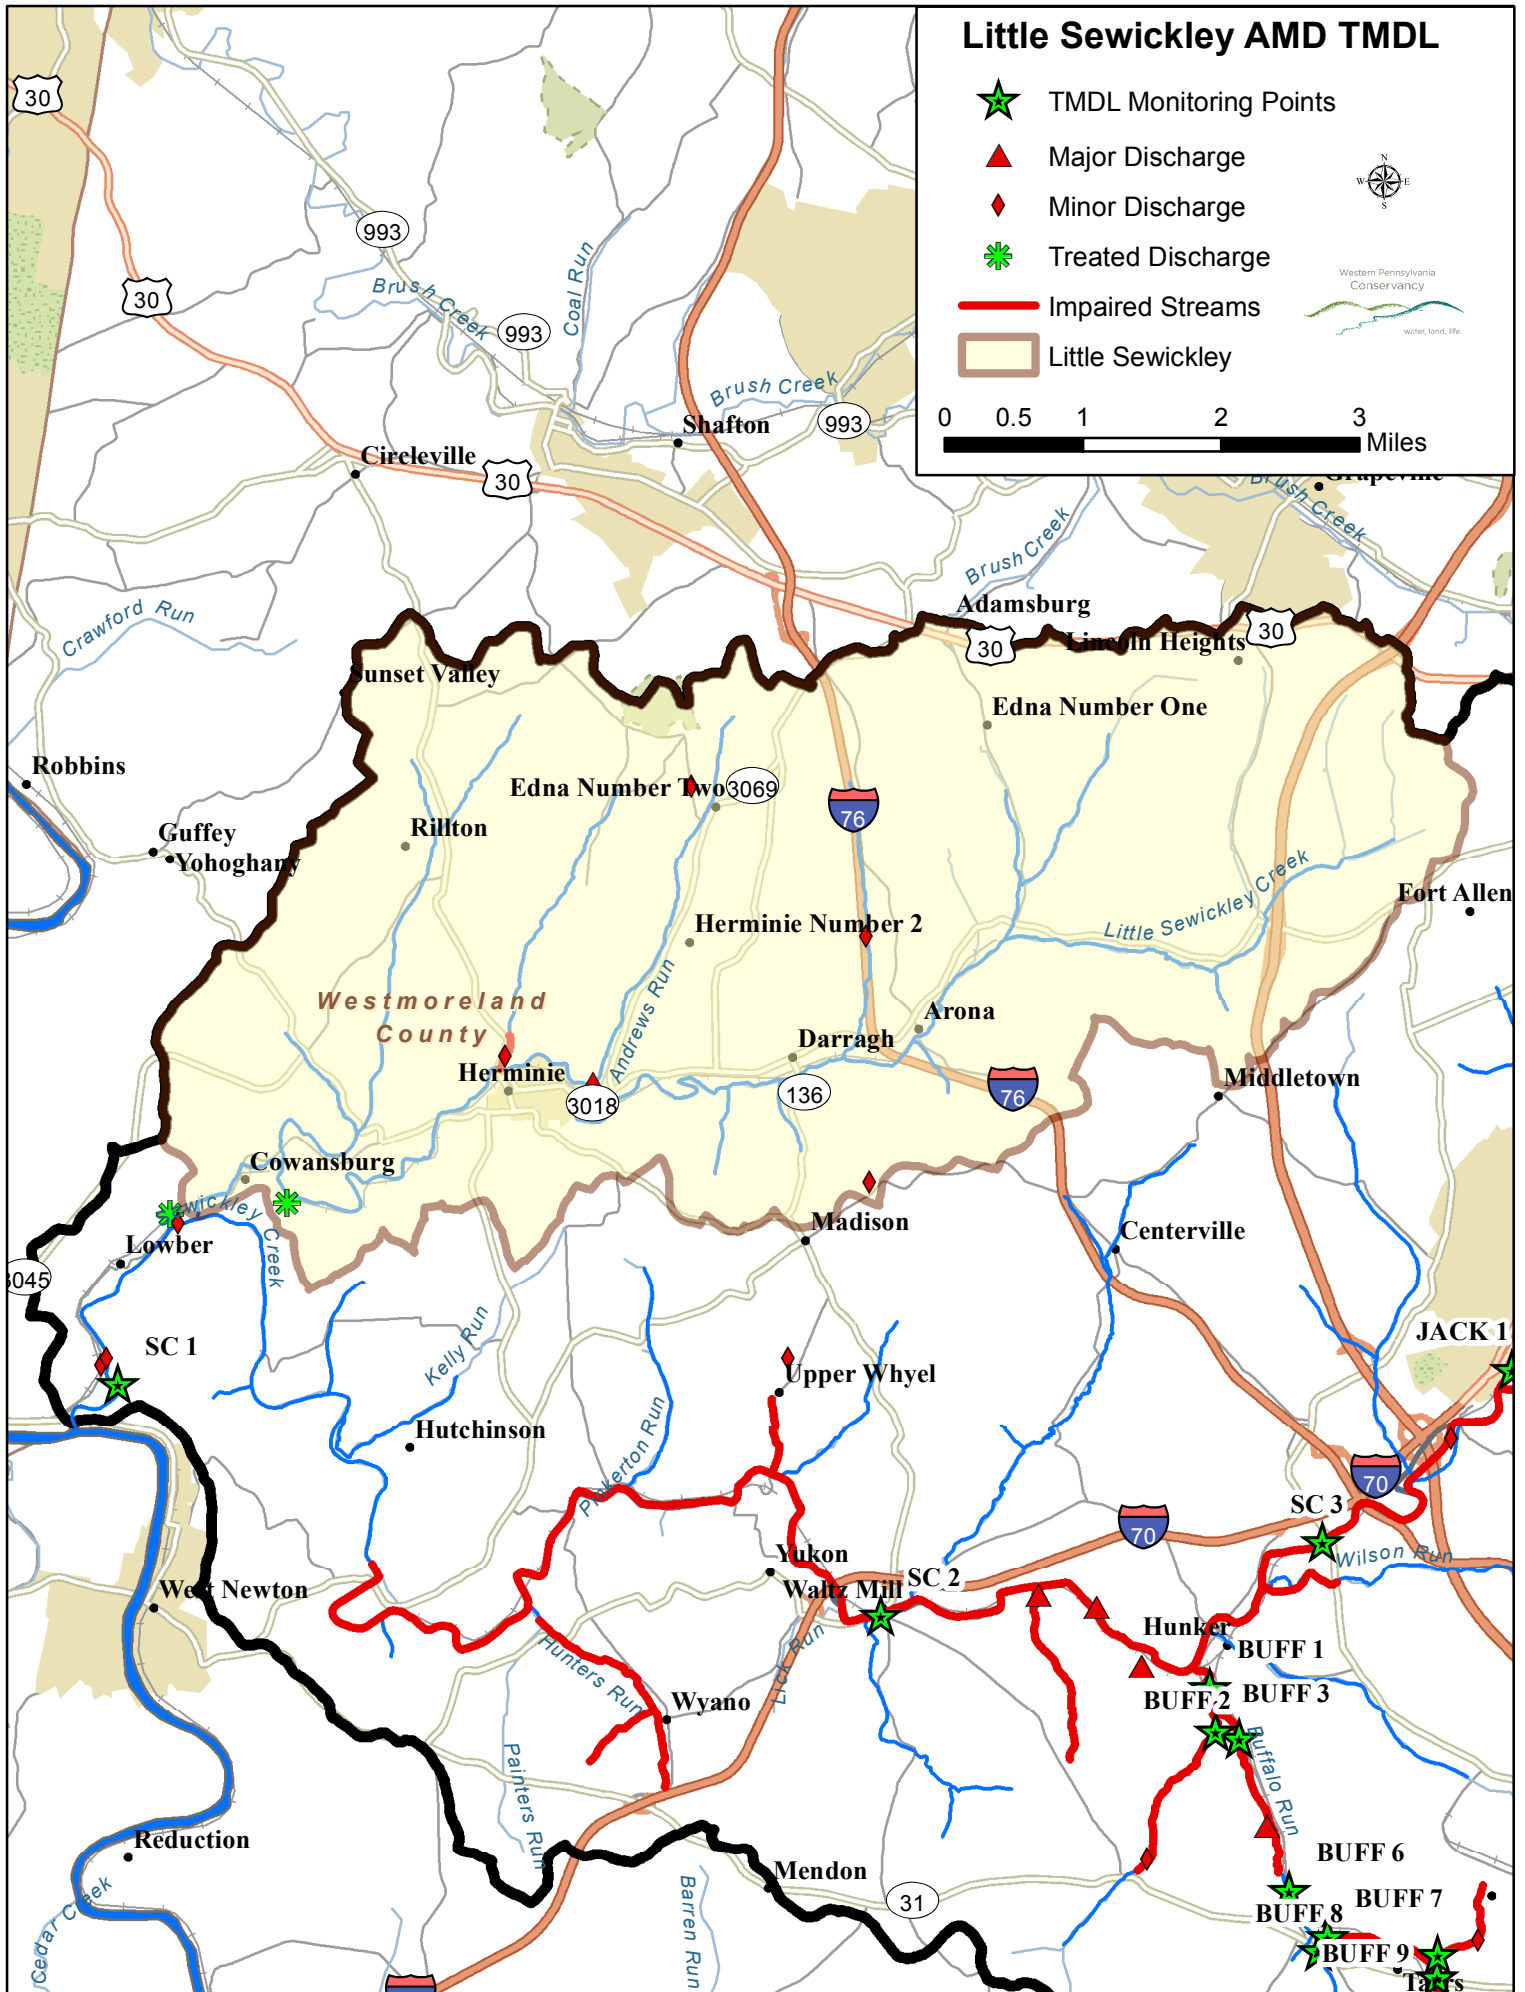 Little Sewickley AMD TMDL
TMDL Monitoring Points
Major Discharge
Minor Discharge
Treated Discharge
Impaired Streams
Little Sewickley
N
W E
S
Western Pennsylvania
Conservancy
water, land, life.
0 0.5 1 2 3 Miles
30
993
30
Brush Creek
993
Coal Run
Brush Creek
993
Shafton
Circleville
30
Grapeville
Brush Creek
Brush Creek
Crawford Run
Adamsburg
30
Lincoln Heights
30
Sunset Valley
Edna Number One
Robbins
Edna Number Two
3069
76
Guffey
Yohoghany
Rillton
Little Sewickley Creek
Fort Allen
Herminie Number 2
Westmoreland
County
Andrews Run
Arona
Darragh
Herminie
3018
136
76
Middletown
Cowansburg
Sewickley Creek
Lowber
Madison
Centerville
3045
SC 1
Kelly Run
JACK 1
Upper Whyel
Hutchinson
Pinkerton Run
70
SC 3
70
Wilson Run
Yukon
West Newton
Waltz Mill
SC 2
Hunker
BUFF 1
Hunters Run
Lick Run
BUFF 2
BUFF 3
Wyano
Buffalo Run
Painters Run
Reduction
BUFF 6
Mendon
31
BUFF 7
BUFF 8
Cedar Creek
Barren Run
BUFF 9
Tarrs